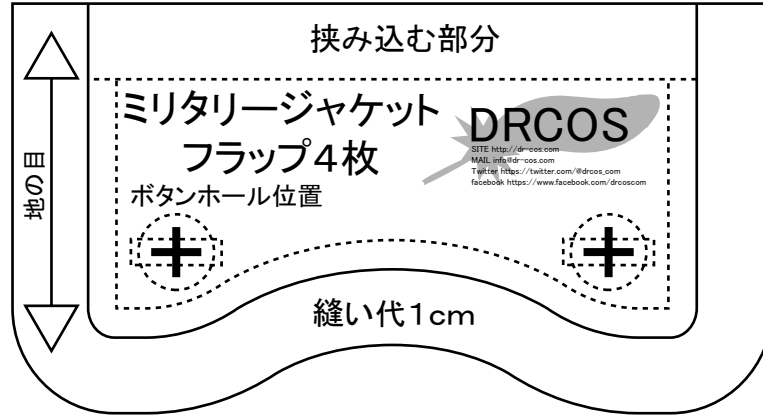 挟み込む部分
ミリタリージャケット
フラップ4枚
ボタンホール位置
DRCOS
SITE http://dr-cos.com
MAIL info@dr-cos.com
Twitter https://twitter.com/@drcos_com
facebook https://www.facebook.com/drcoscom
地の目
縫い代1cm